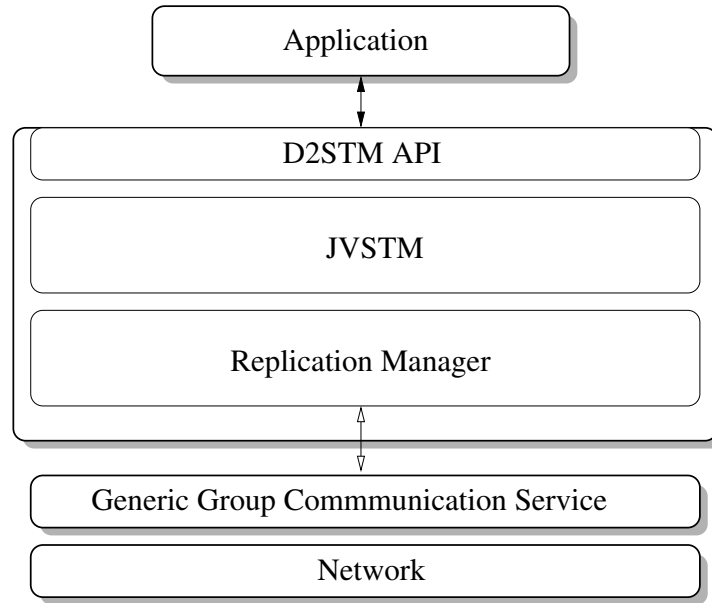 Application
D2STM API
JVSTM
Replication Manager
Generic Group Commmunication Service
Network